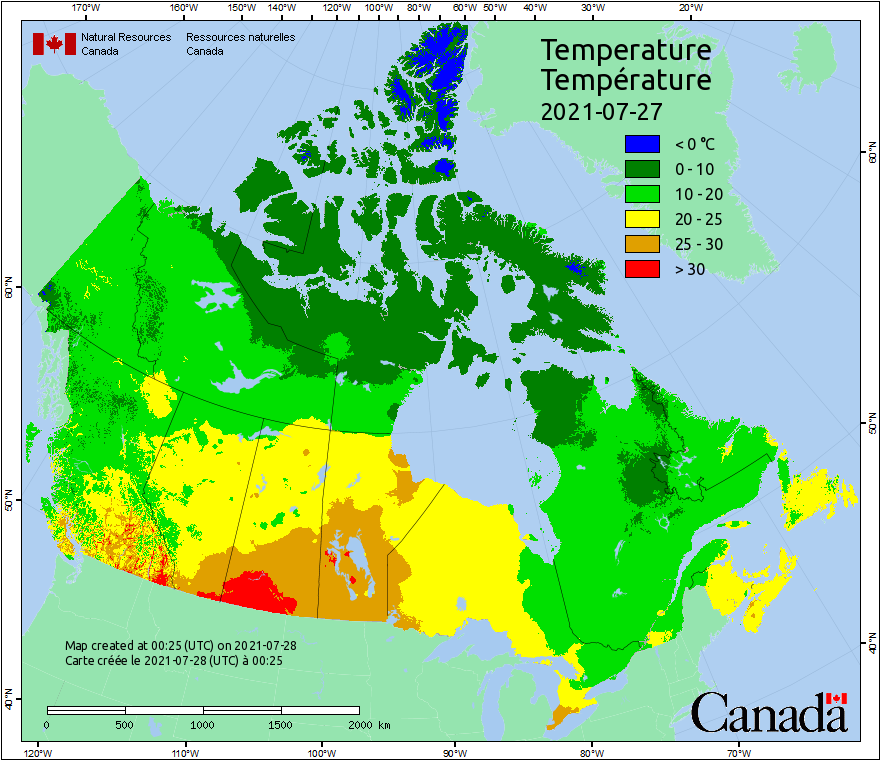 170°W 160°W 150°W 140°W 130°W 120°W 110°W 100°W 80°W 60°W 50°W 40°W 30°W 20°W
Natural Resources Ressources naturelles
Canada Canada
Temperature
Température
2021-07-27
< 0 °C
0 - 10
10 - 20
20 - 25
25 - 30
> 30
60°N
50°N
40°N
60°N
50°N
40°N
Map created at 00:25 (UTC) on 2021-07-28
Carte créée le 2021-07-28 (UTC) à 00:25
0 500 1000 1500 2000 km
Canada
120°W 110°W 100°W 90°W 80°W 70°W